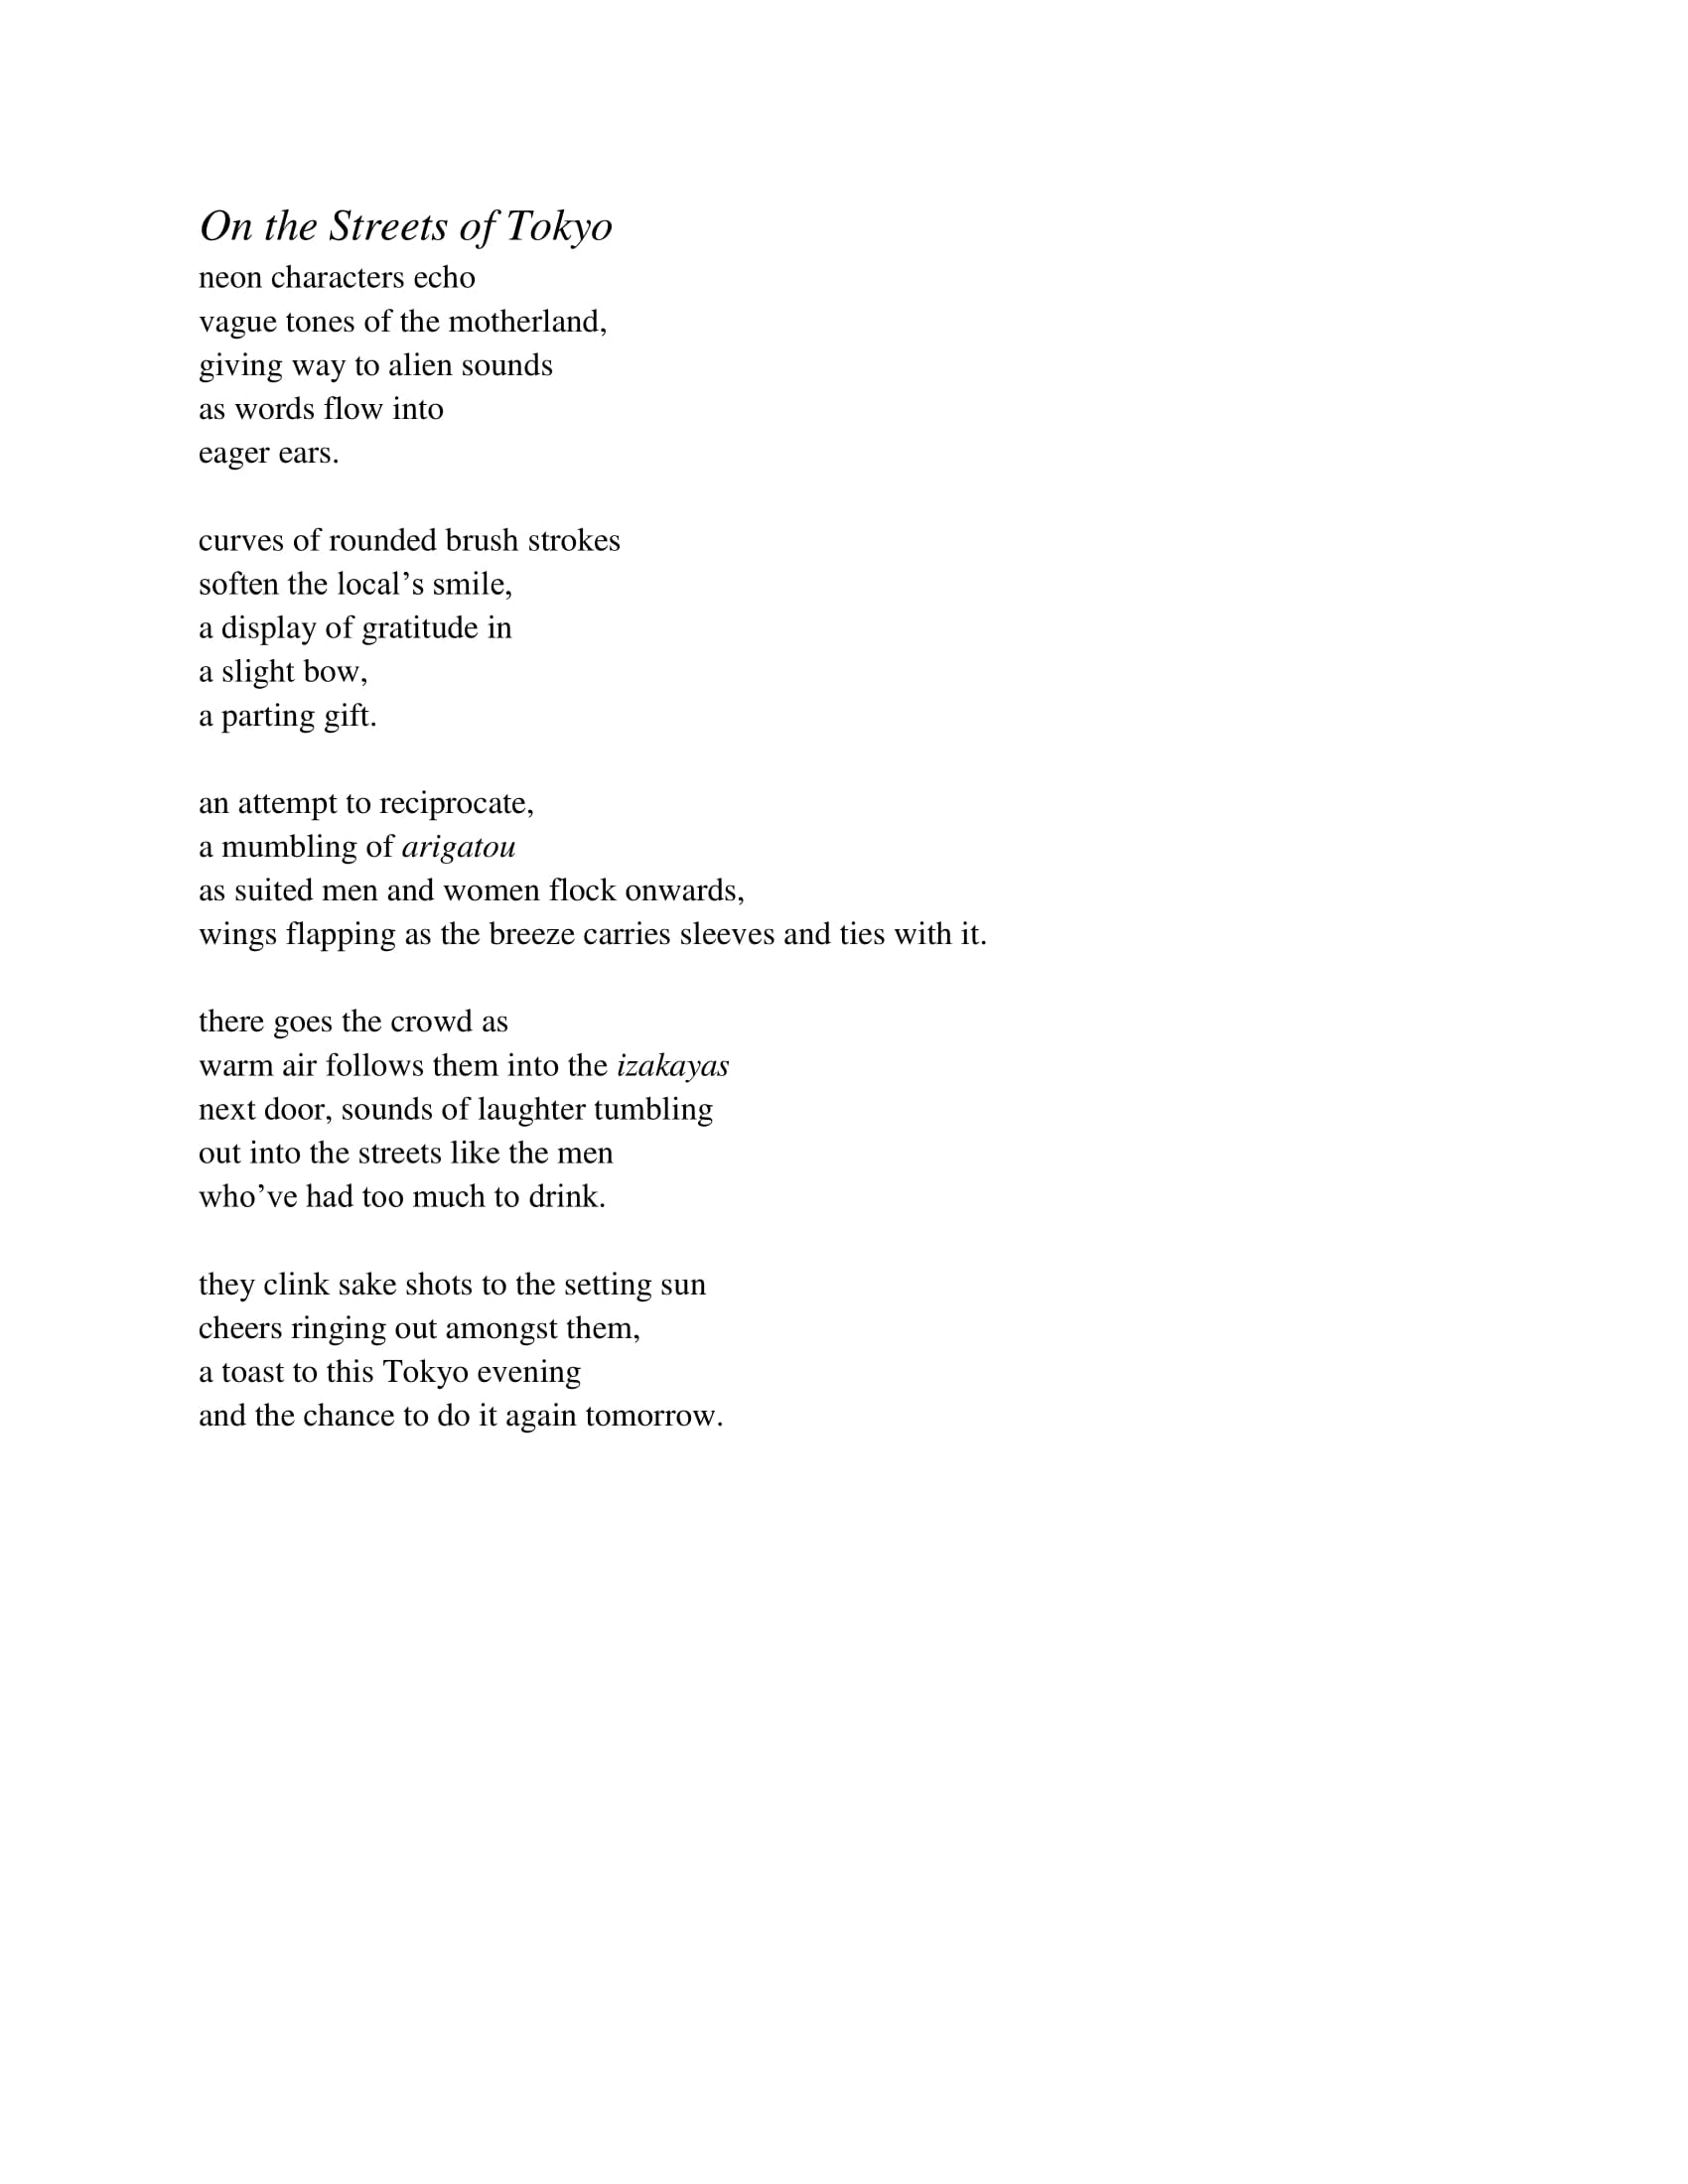 On the Streets of Tokyo
neon characters echo
vague tones of the motherland,
giving way to alien sounds
as words flow into
eager ears.
curves of rounded brush strokes
soften the local’s smile,
a display of gratitude in
a slight bow,
a parting gift.
an attempt to reciprocate,
a mumbling of arigatou
as suited men and women flock onwards,
wings flapping as the breeze carries sleeves and ties with it.
there goes the crowd as
warm air follows them into the izakayas
next door, sounds of laughter tumbling
out into the streets like the men
who’ve had too much to drink.
they clink sake shots to the setting sun
cheers ringing out amongst them,
a toast to this Tokyo evening
and the chance to do it again tomorrow.